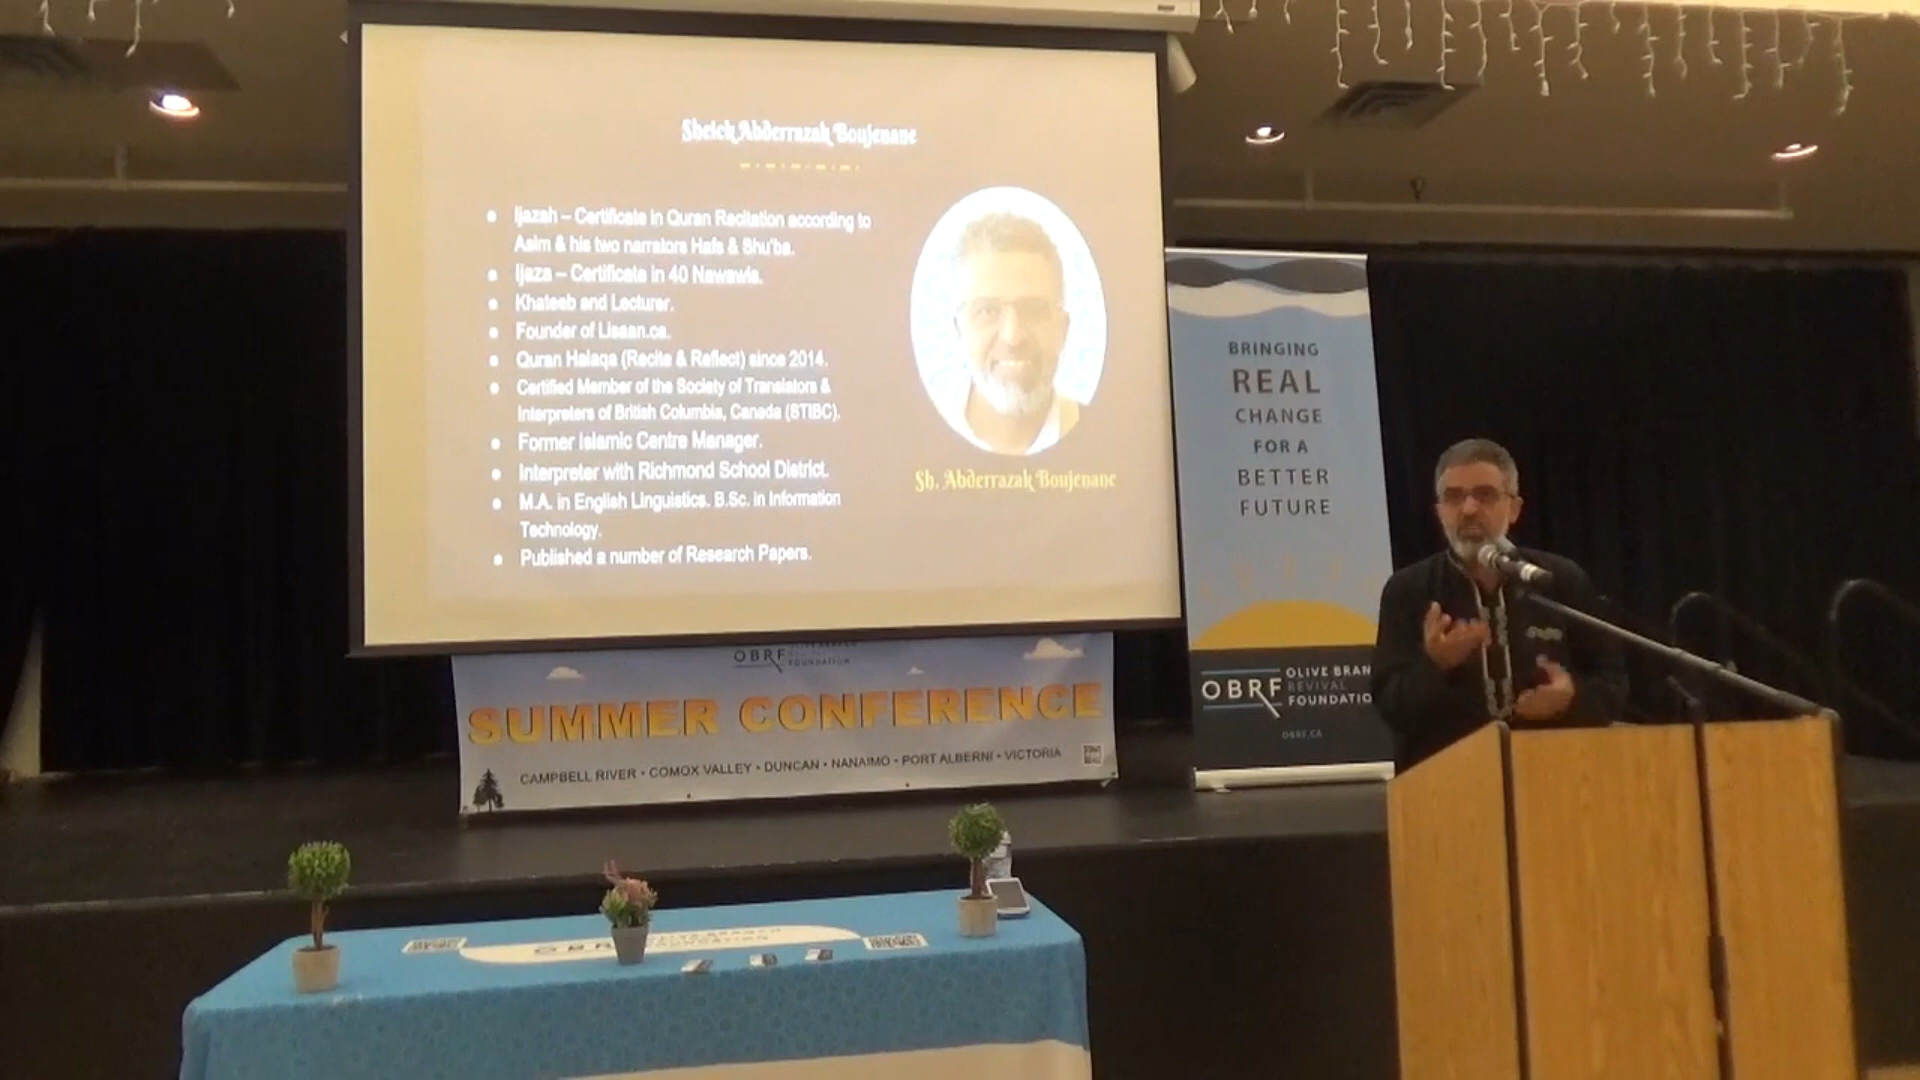 Sheick Abderrazak Boujenane
Ijazah – Certificate in Quran Recitation according to
Asim & his two narrators Hafs & Shu'ba.
Ijaza – Certificate in 40 Nawawis.
Khateeb and Lecturer.
Founder of Lisaan.ca.
Quran Halaqa (Recite & Reflect) since 2014.
Certified Member of the Society of Translators &
Interpreters of British Columbia, Canada (STIBC).
Former Islamic Centre Manager.
Interpreter with Richmond School District.
M.A. in English Linguistics. B.Sc. in Information
Technology.
Published a number of Research Papers.
Sh. Abderrazak Boujenane
BRINGING
REAL
CHANGE
FOR A
BETTER
FUTURE
OBRF
OLIVE BRAN
REVIVAL
FOUNDATIO
OBRF.CA
OBRF
FOUNDATION
SUMMER CONFERENCE
CAMPBELL RIVER • COMOX VALLEY • DUNCAN • NANAIMO • PORT ALBERNI • VICTORIA